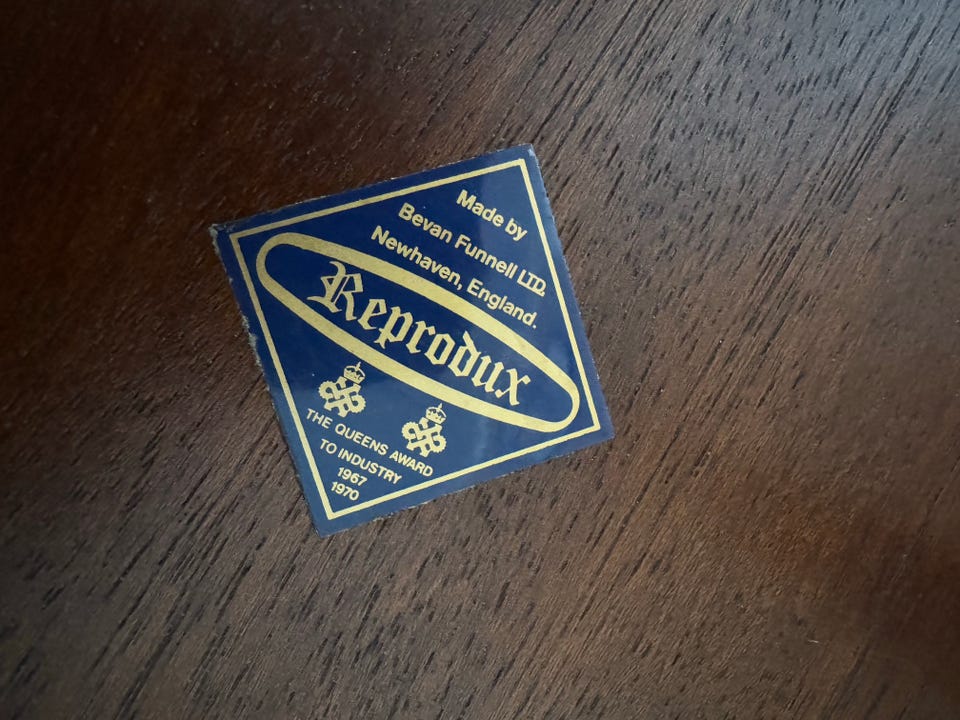 Made by
Bevan Funnell LTD.
Newhaven, England.
Reprodux
THE QUEENS AWARD
TO INDUSTRY
1967
1970